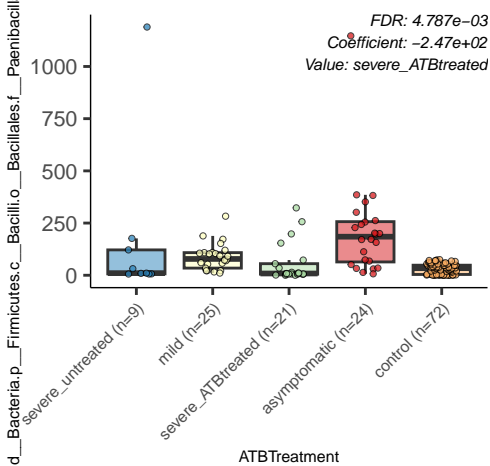 FDR: 4.787e−03
Coefficient: −2.47e+02
Value: severe_ATBtreated
d__Bacteria.p__Firmicutes.c__Bacilli.o__Bacillales.f__Paenibacill
1000
750
500
250
0
severe_untreated (n=9)
mild (n=25)
severe_ATBtreated (n=21)
asymptomatic (n=24)
control (n=72)
ATBTreatment